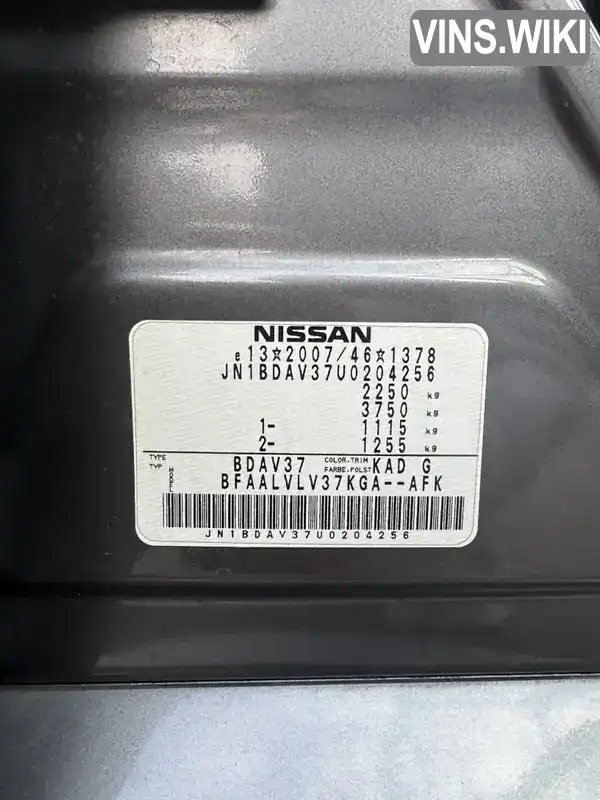 VINS.WIKI
NISSAN
e13☆2007/46☆1378
JN1BDAV37U0204256
2250 kg
3750 kg
1- 1115 kg
2- 1255 kg
TYPE TYP BDAV37 COLOR.TRIM FARBE.POLST KAD G
MODELL BFAALVLV37KGA--AFK
JN1BDAV37U0204256